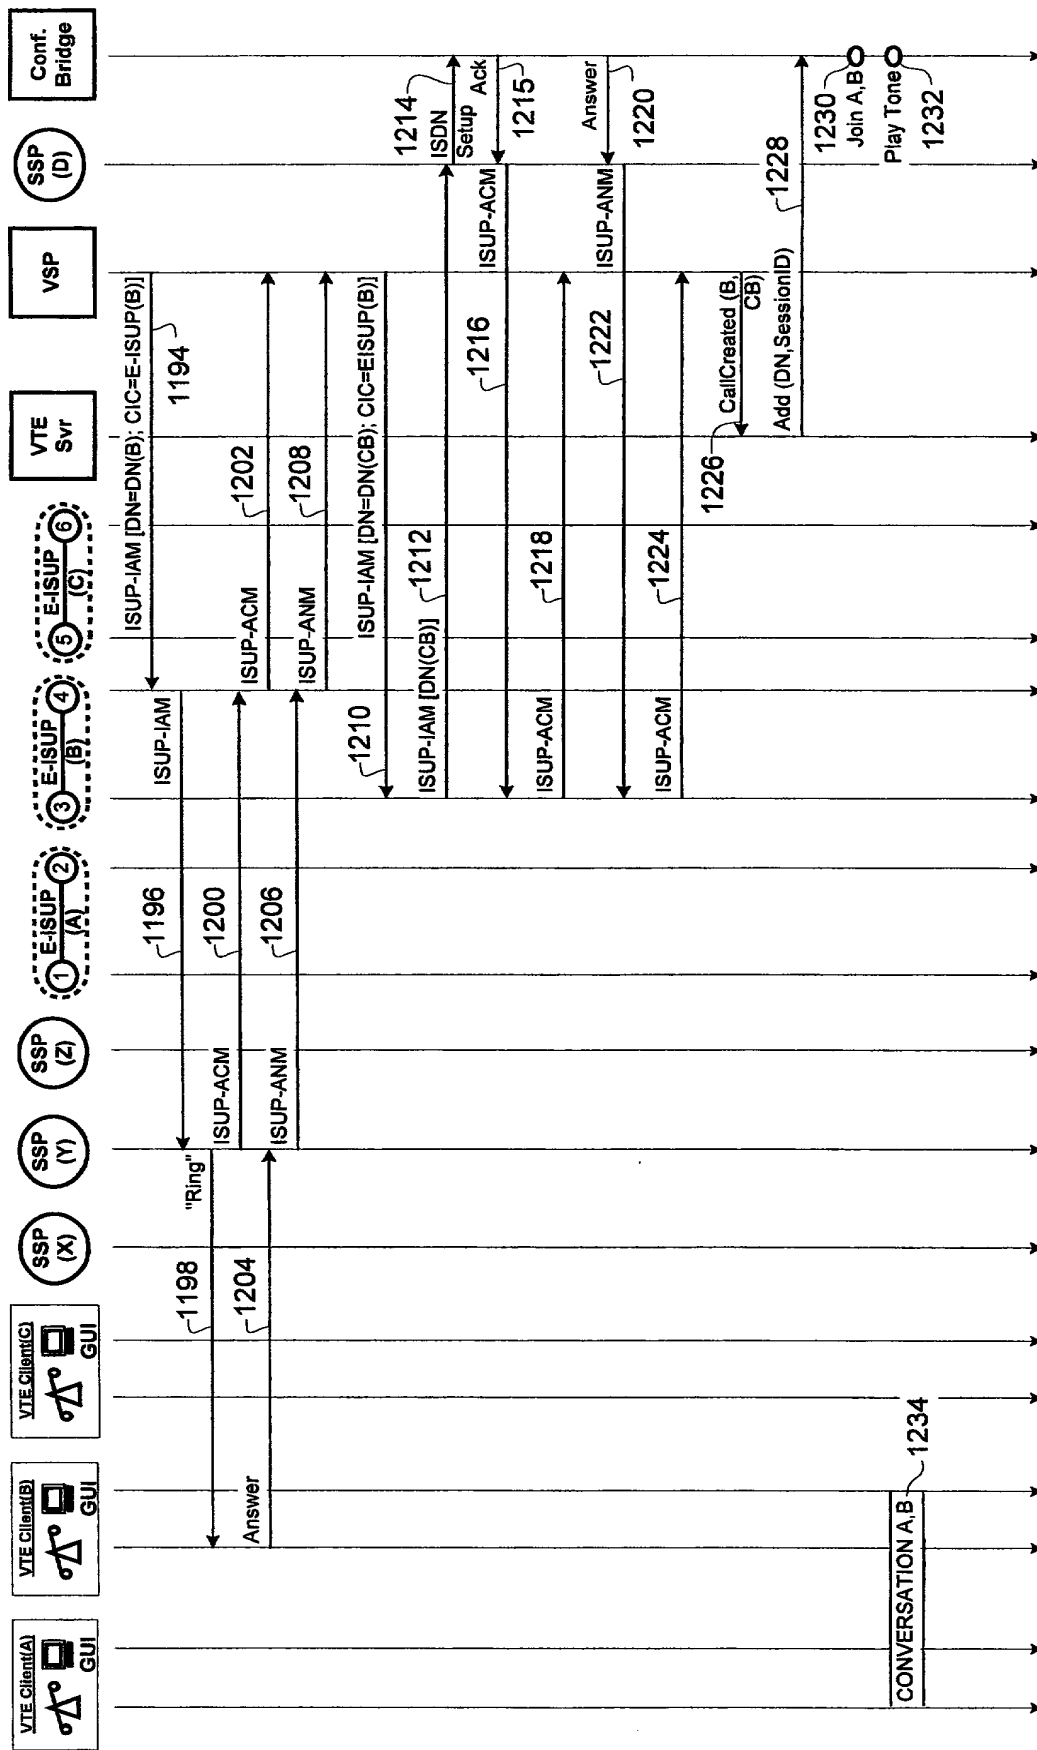 VTE Client(A)
GUI
VTE Client(B)
GUI
VTE Client(C)
GUI
SSP
(X)
SSP
(Y)
SSP
(Z)
1
E-ISUP
(A)
2
3
E-ISUP
(B)
4
5
E-ISUP
(C)
6
VTE
Svr
VSP
SSP
(D)
Conf.
Bridge
ISUP-IAM [DN=DN(B); CIC=E-ISUP(B)]
1194
ISUP-IAM
1196
"Ring"
1198
ISUP-ACM
1200
ISUP-ACM
1202
Answer
1204
ISUP-ANM
1206
ISUP-ANM
1208
ISUP-IAM [DN=DN(CB); CIC=EISUP(B)]
1210
ISUP-IAM [DN(CB)]
1212
1214
ISDN
Setup
Ack
1215
ISUP-ACM
1216
ISUP-ACM
1218
Answer
1220
ISUP-ANM
1222
ISUP-ACM
1224
CallCreated (B,
CB)
1226
Add (DN,SessionID)
1228
1230
Join A,B
Play Tone
1232
CONVERSATION A,B
1234